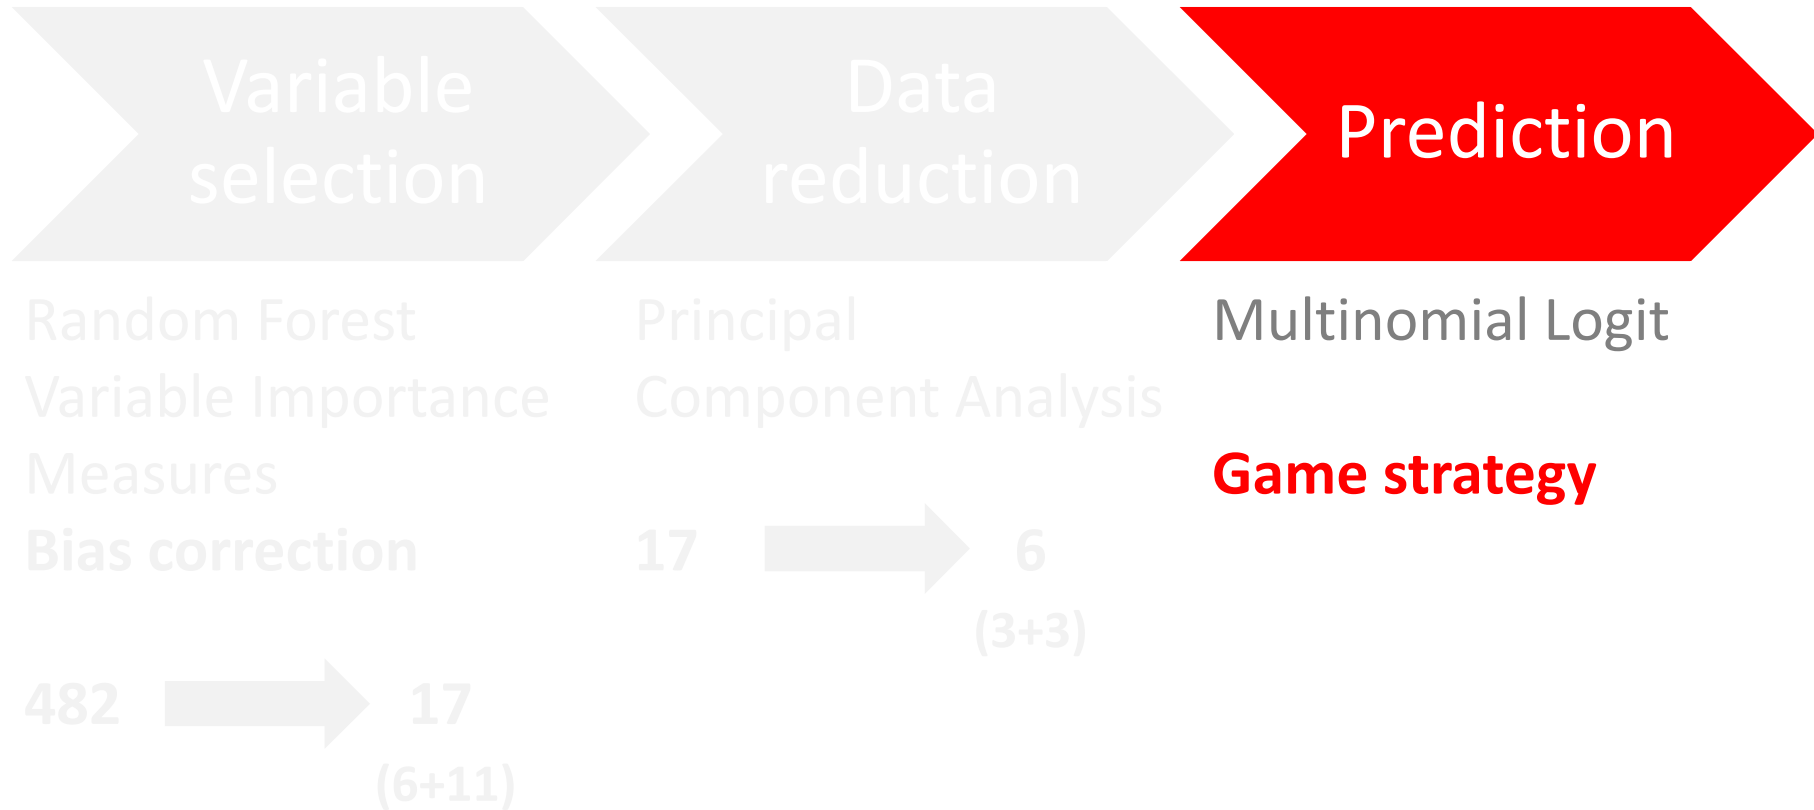 Variable
selection
Data
reduction
Prediction
Random Forest
Variable Importance
Measures
Bias correction
482
17
(6+11)
Principal
Component Analysis
17
6
(3+3)
Multinomial Logit
Game strategy